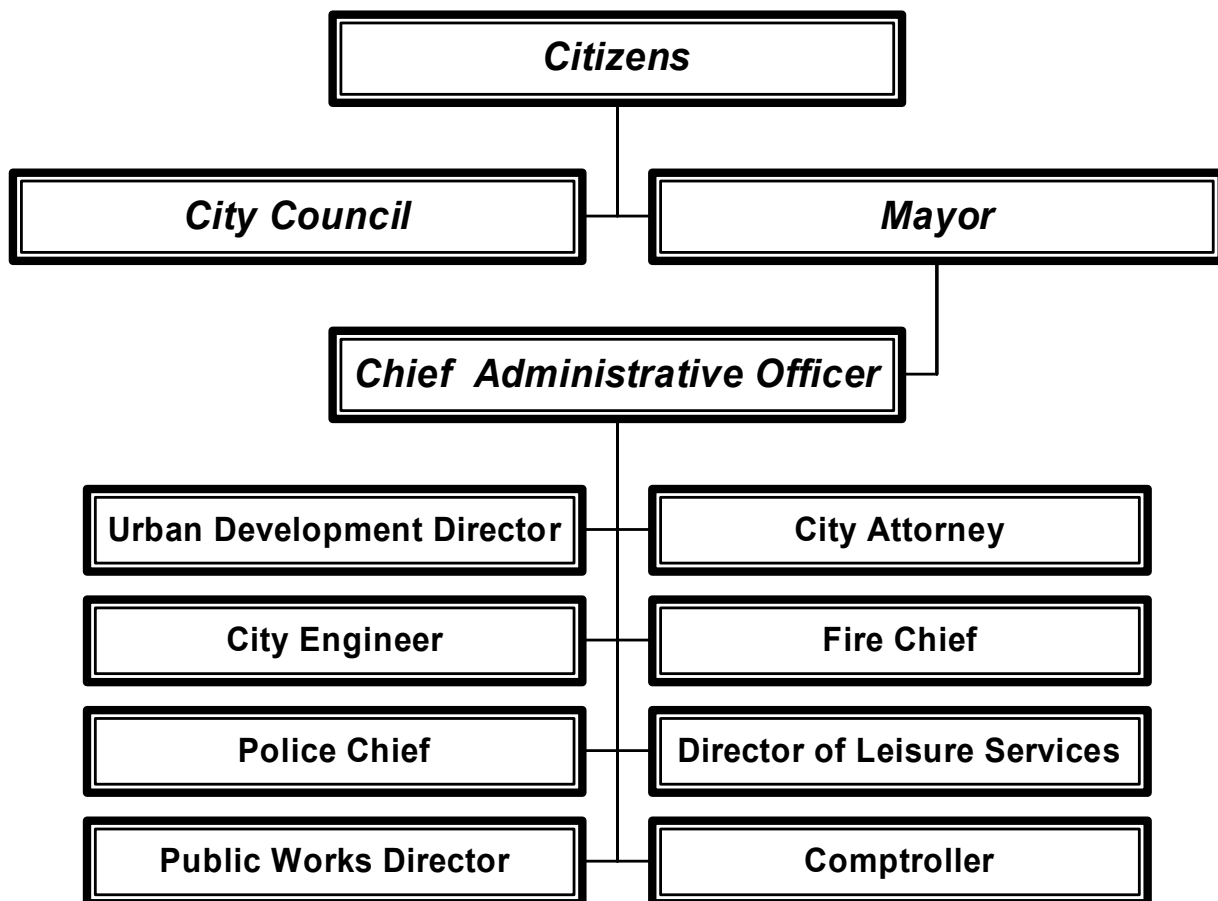 Citizens
City Council
Mayor
Chief Administrative Officer
Urban Development Director
City Attorney
City Engineer
Fire Chief
Police Chief
Director of Leisure Services
Public Works Director
Comptroller